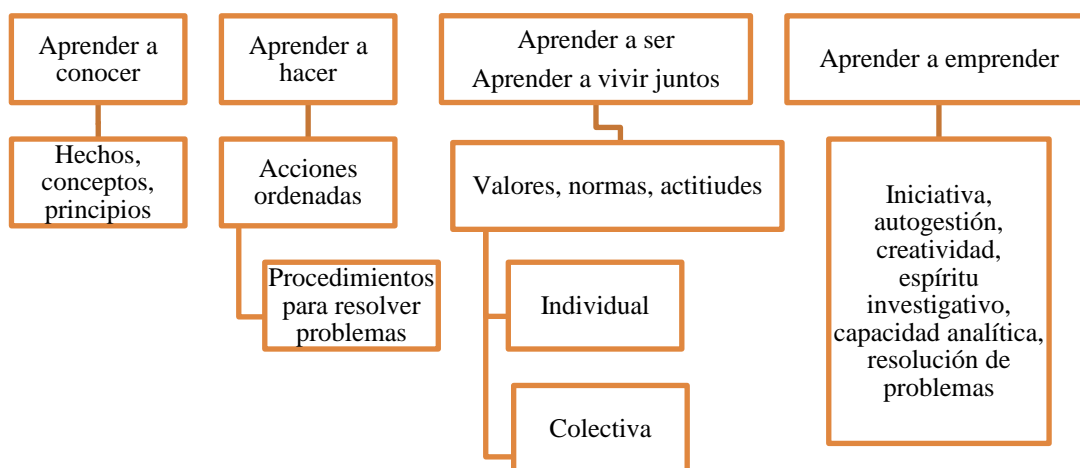 Aprender a
conocer
Hechos,
conceptos,
principios
Aprender a
hacer
Acciones
ordenadas
Procedimientos
para resolver
problemas
Aprender a ser
Aprender a vivir juntos
Valores, normas, actitiudes
Individual
Colectiva
Aprender a emprender
Iniciativa,
autogestión,
creatividad,
espíritu
investigativo,
capacidad analítica,
resolución de
problemas